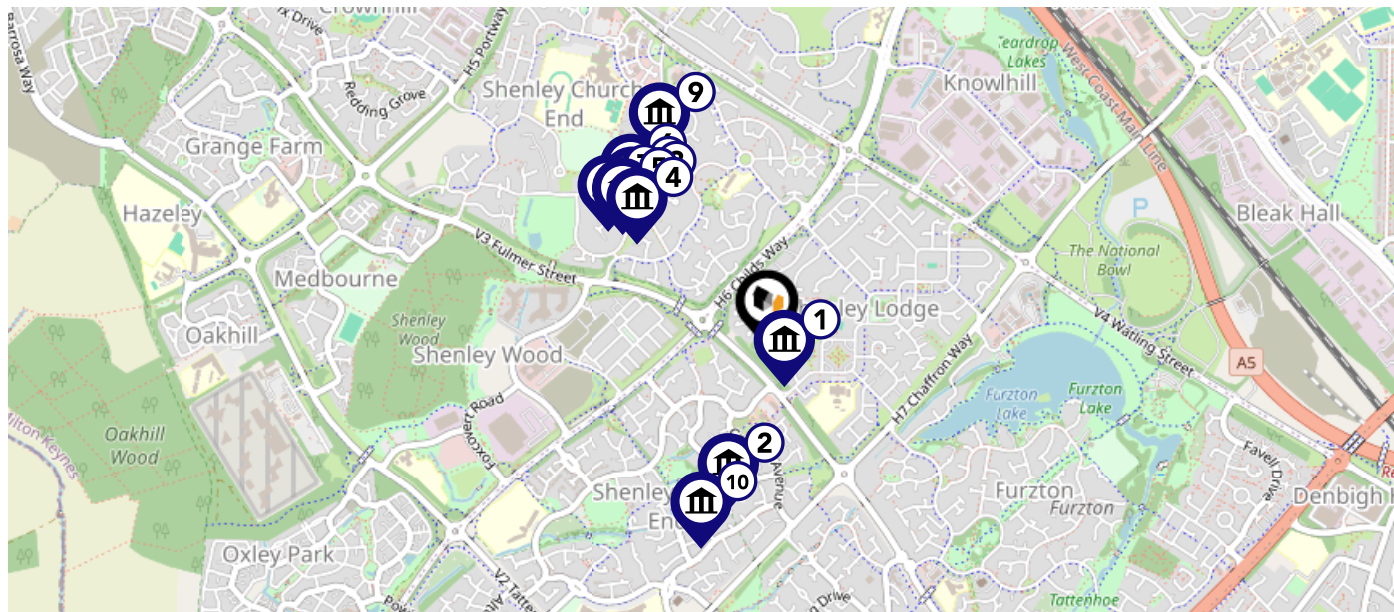 Crownhill
Barrosa Way
H5 Portway
Redding Grove
Shenley Church
End
9
4
Grange Farm
Hazeley
Medbourne
Oakhill
V3 Fulmer Street
Shenley
Wood
Shenley Wood
H6 Childs Way
1
ley Lodge
Teardrop
Lakes
Knowlhill
West Coast Main Line
P
The National
Bowl
Bleak Hall
V4 Watling Street
A5
H7 Chaffron Way
Furzton
Lake
Furzton
Lake
Oakhill
Wood
Foxcovert Road
2
10
Shenley
Avenue
Furzton
Furzton
Favell Drive
Denbigh
Oxley Park
V2 Tatte
Drive
Tattenhoe
ilton Keynes